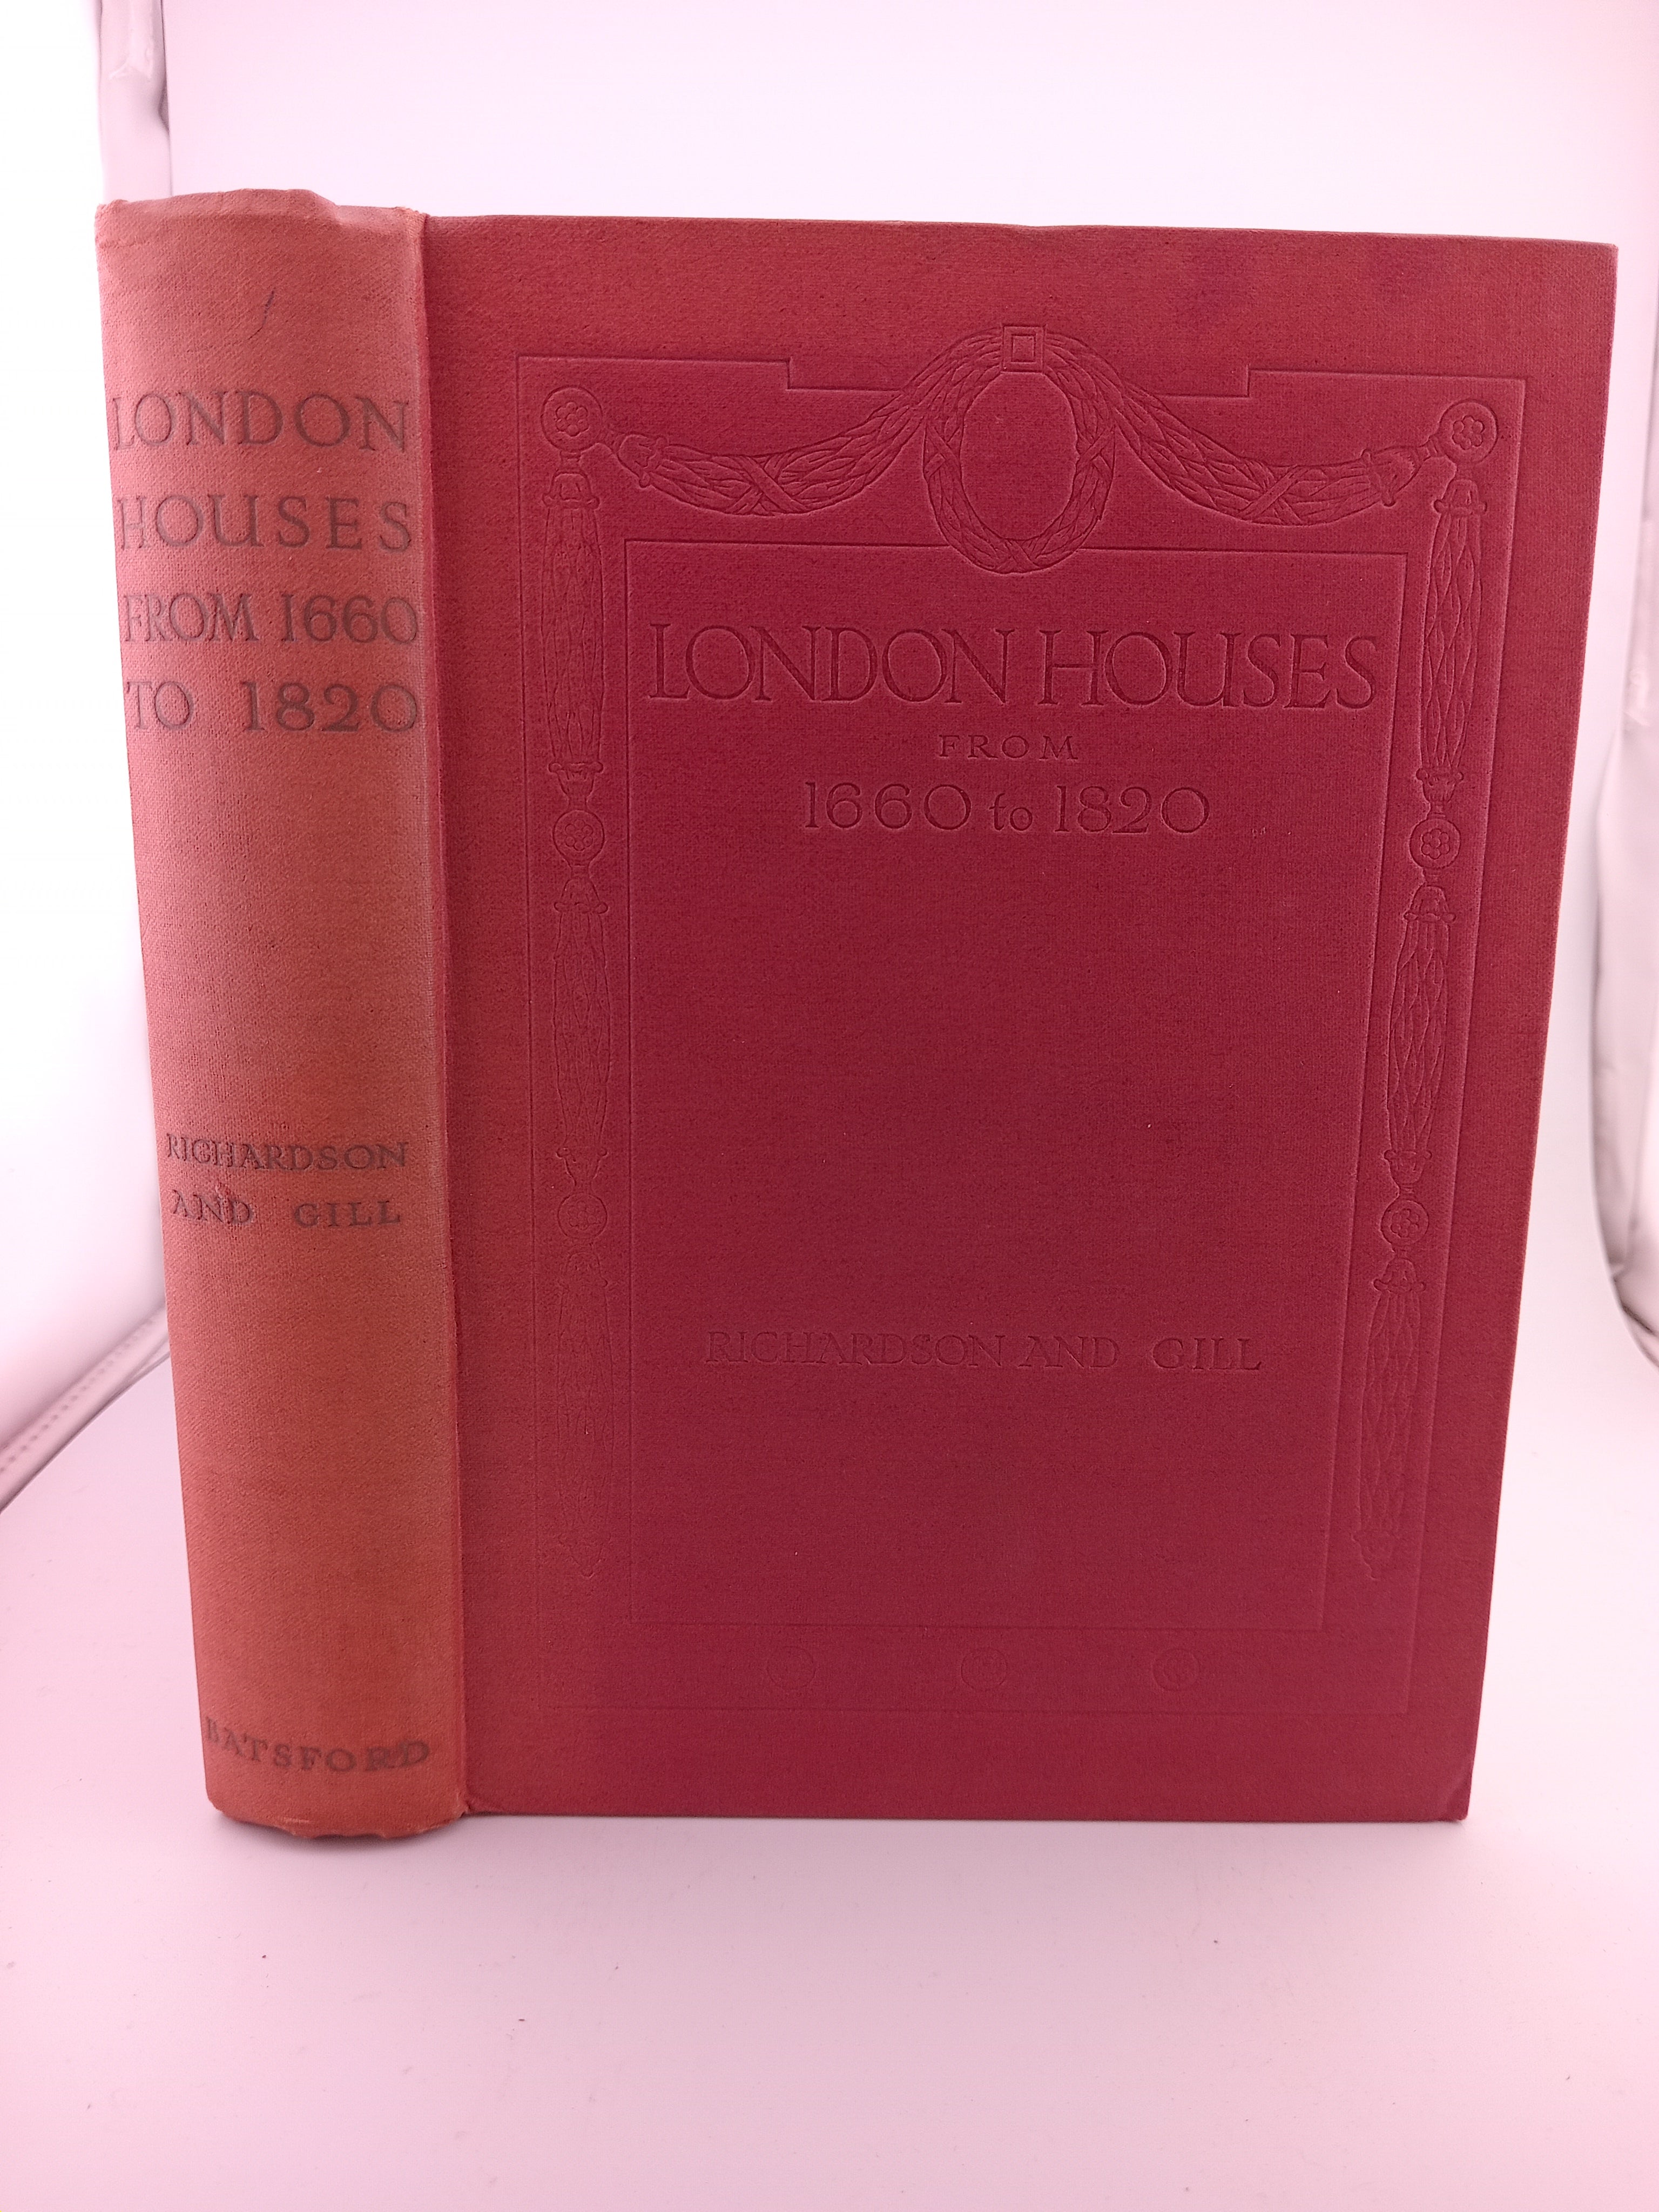 LONDON
HOUSES
FROM 1660
TO 1820
RICHARDSON
AND GILL
BATSFORD
LONDON HOUSES
FROM
1660 to 1820
RICHARDSON AND GILL